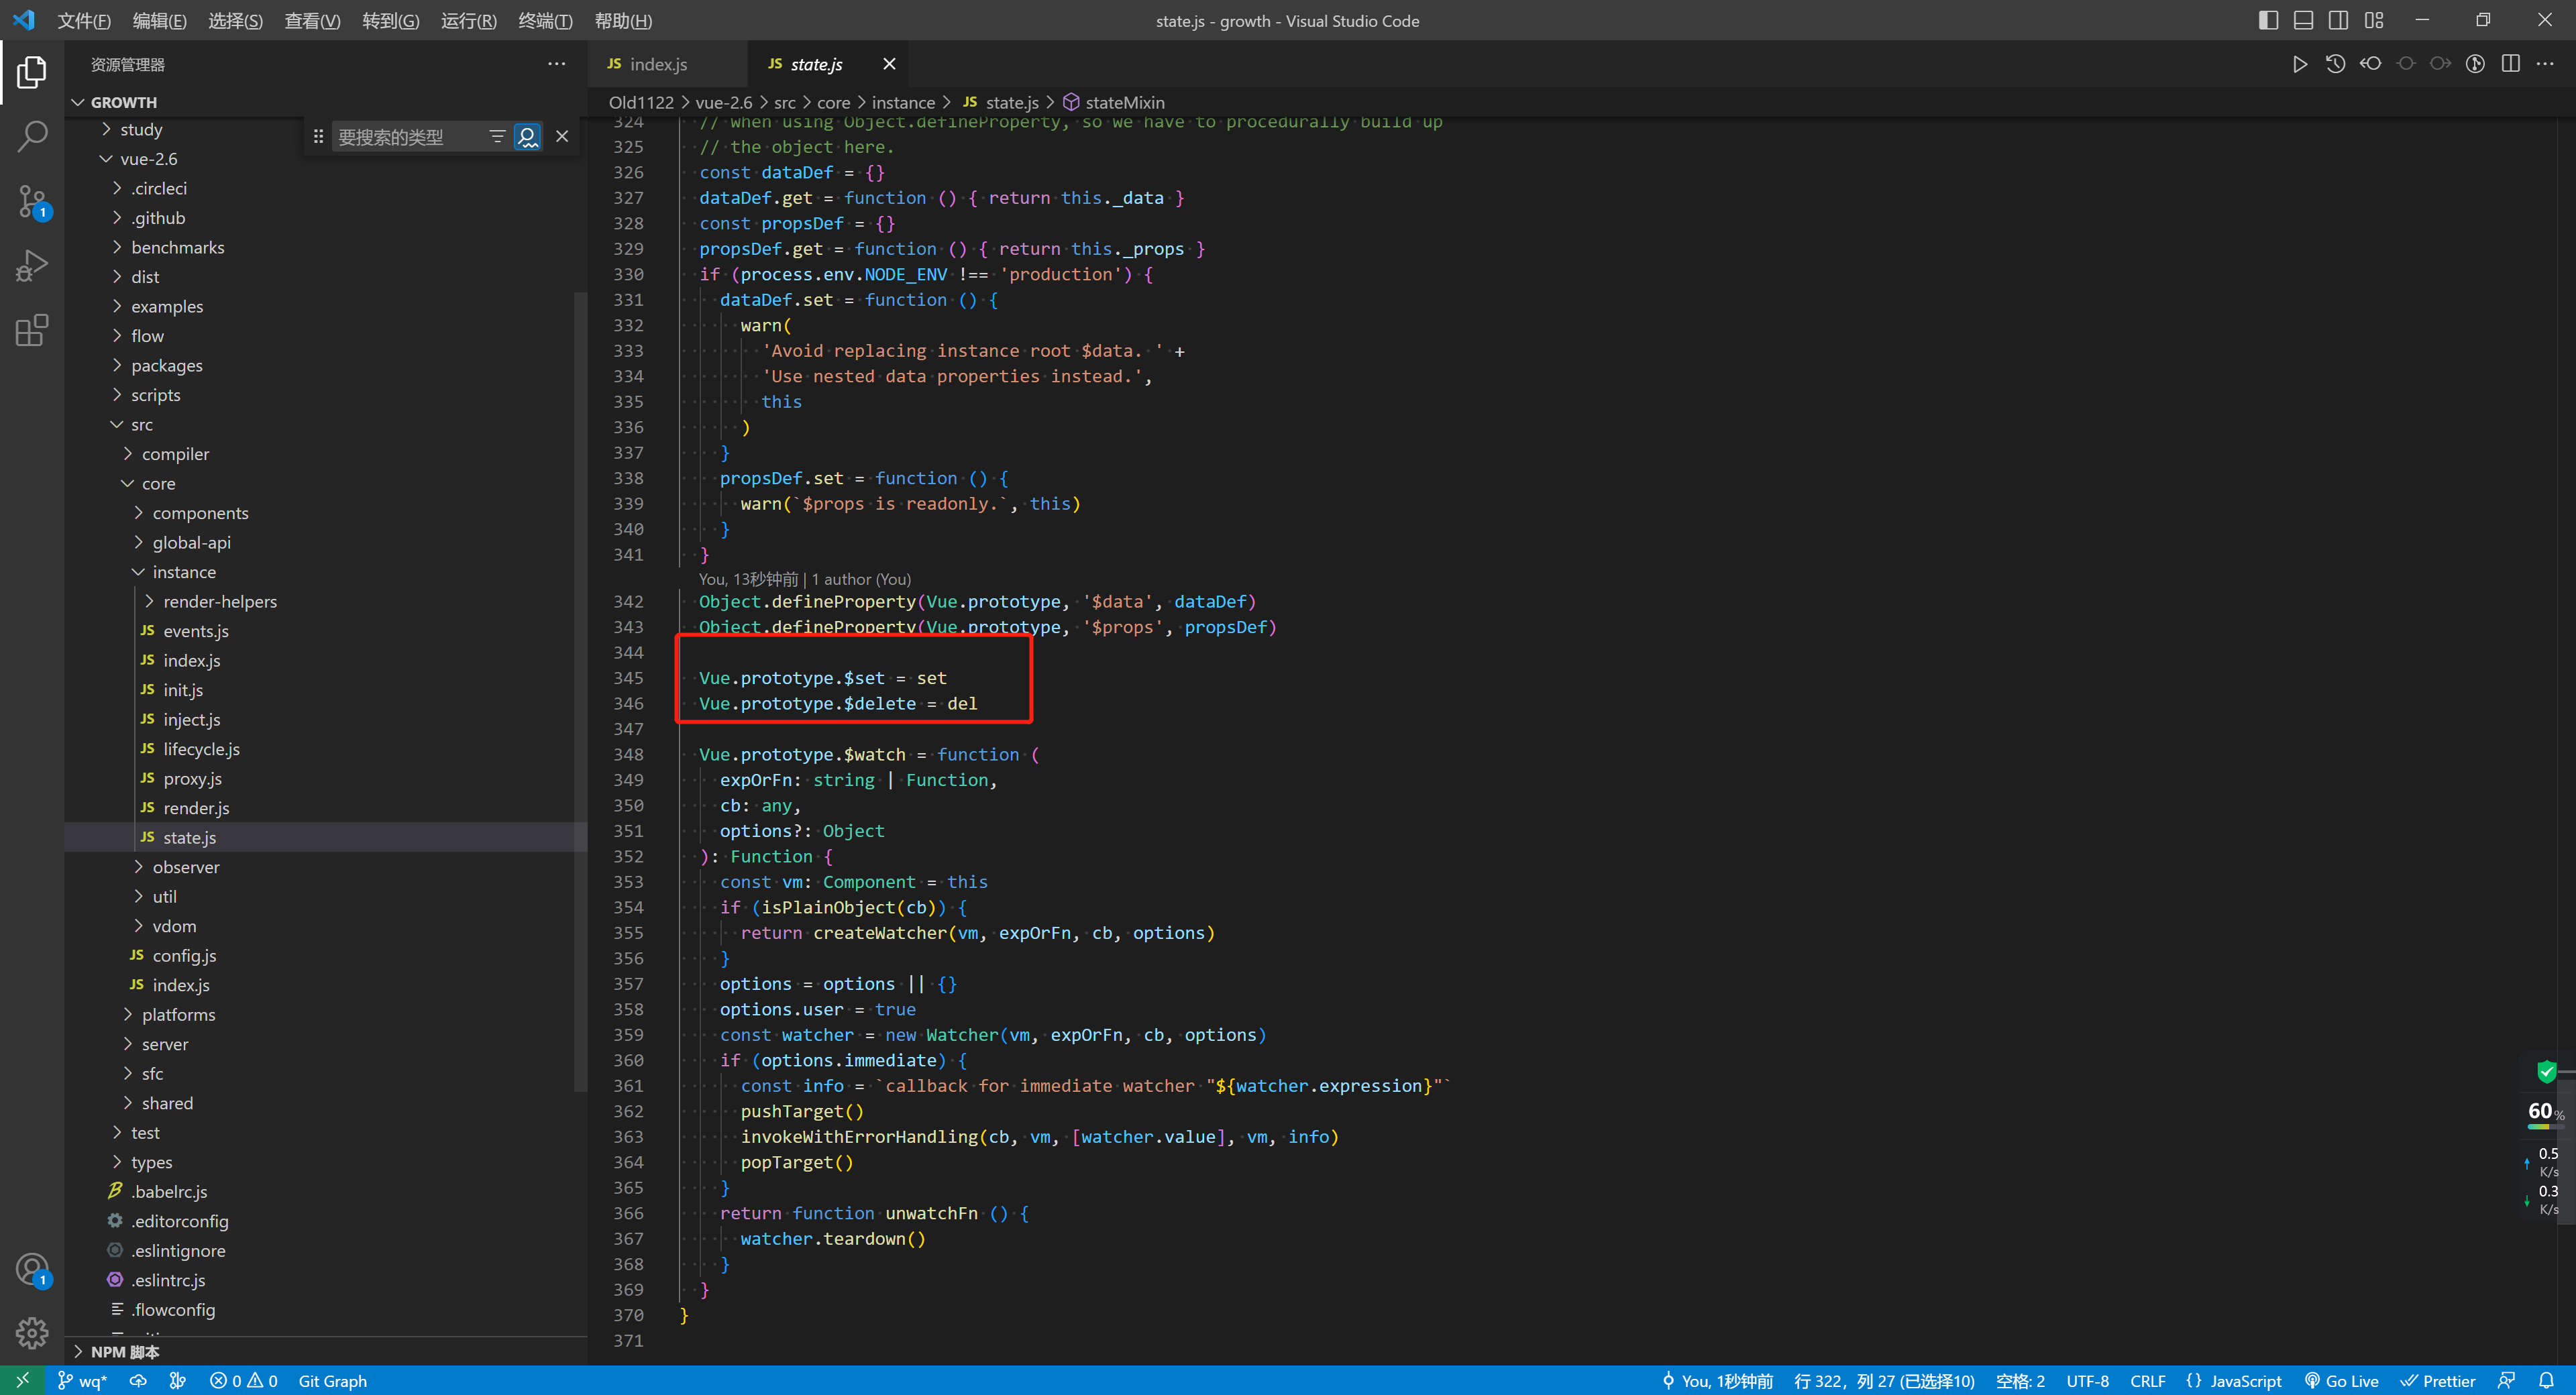 文件(F) 编辑(E) 选择(S) 查看(V) 转到(G) 运行(R) 终端(T) 帮助(H)
state.js - growth - Visual Studio Code
资源管理器
GROWTH
要搜索的类型
study
vue-2.6
.circleci
.github
benchmarks
dist
examples
flow
packages
scripts
src
compiler
core
components
global-api
instance
render-helpers
JS events.js
JS index.js
JS init.js
JS inject.js
JS lifecycle.js
JS proxy.js
JS render.js
JS state.js
observer
util
vdom
JS config.js
JS index.js
platforms
server
sfc
shared
test
types
.babelrc.js
.editorconfig
.eslintignore
.eslintrc.js
.flowconfig
NPM 脚本
1
1
JS index.js
JS state.js
Old1122 > vue-2.6 > src > core > instance > JS state.js > stateMixin
324 // when using Object.defineProperty, so we have to procedurally build up
325 // the object here.
326 const dataDef = {}
327 dataDef.get = function () { return this._data }
328 const propsDef = {}
329 propsDef.get = function () { return this._props }
330 if (process.env.NODE_ENV !== 'production') {
331 dataDef.set = function () {
332 warn(
333 'Avoid replacing instance root $data. ' +
334 'Use nested data properties instead.',
335 this
336 )
337 }
338 propsDef.set = function () {
339 warn(`$props is readonly.`, this)
340 }
341 }
You, 13秒钟前 | 1 author (You)
342 Object.defineProperty(Vue.prototype, '$data', dataDef)
343 Object.defineProperty(Vue.prototype, '$props', propsDef)
344
345 Vue.prototype.$set = set
346 Vue.prototype.$delete = del
347
348 Vue.prototype.$watch = function (
349 expOrFn: string | Function,
350 cb: any,
351 options?: Object
352 ): Function {
353 const vm: Component = this
354 if (isPlainObject(cb)) {
355 return createWatcher(vm, expOrFn, cb, options)
356 }
357 options = options || {}
358 options.user = true
359 const watcher = new Watcher(vm, expOrFn, cb, options)
360 if (options.immediate) {
361 const info = `callback for immediate watcher "${watcher.expression}"`
362 pushTarget()
363 invokeWithErrorHandling(cb, vm, [watcher.value], vm, info)
364 popTarget()
365 }
366 return function unwatchFn () {
367 watcher.teardown()
368 }
369 }
370 }
371
60%
0.5
K/s
0.3
K/s
wq* 0 0 Git Graph
You, 1秒钟前 行 322，列 27 (已选择10) 空格: 2 UTF-8 CRLF {} JavaScript Go Live Prettier